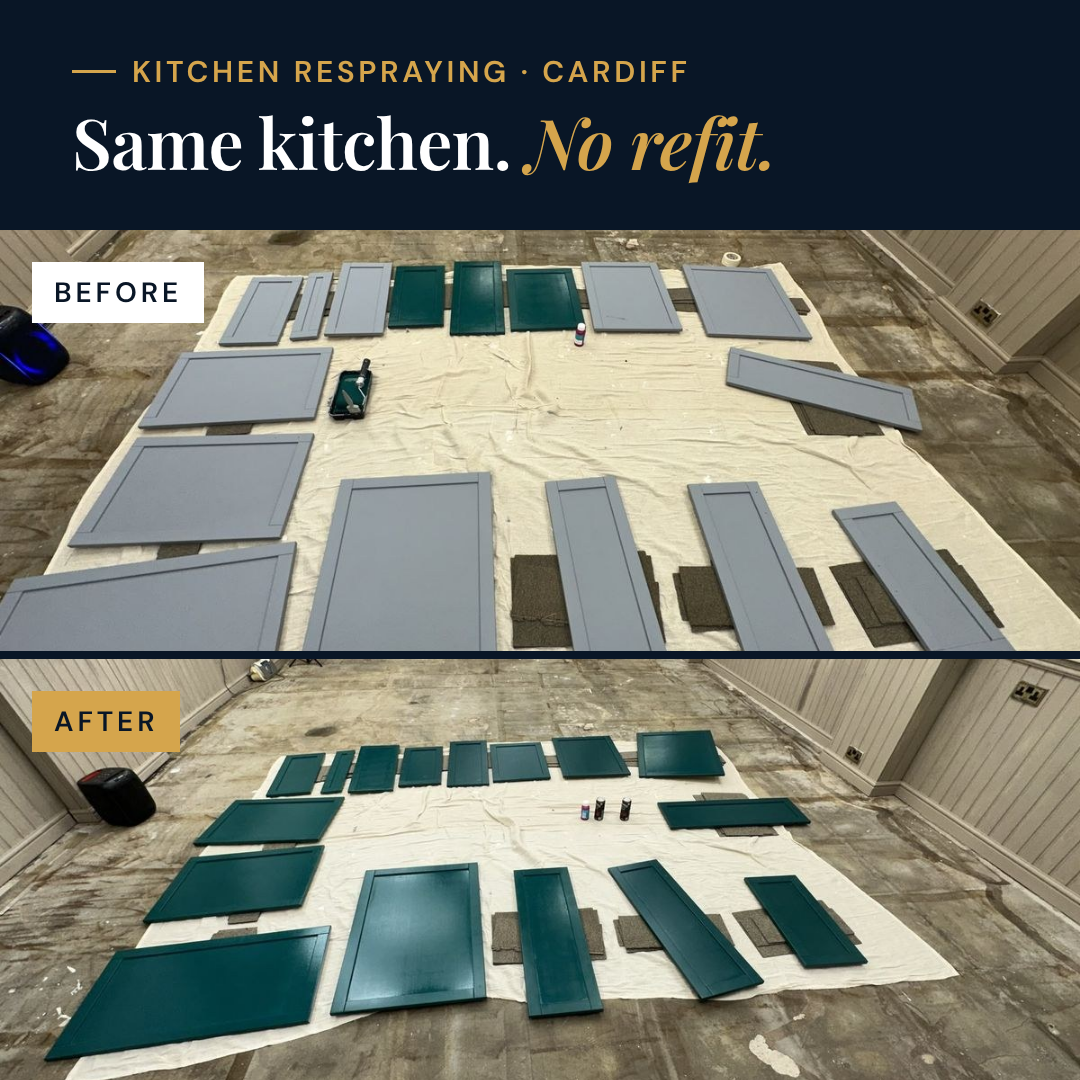 KITCHEN RESPRAYING · CARDIFF
Same kitchen. No refit.
BEFORE
AFTER